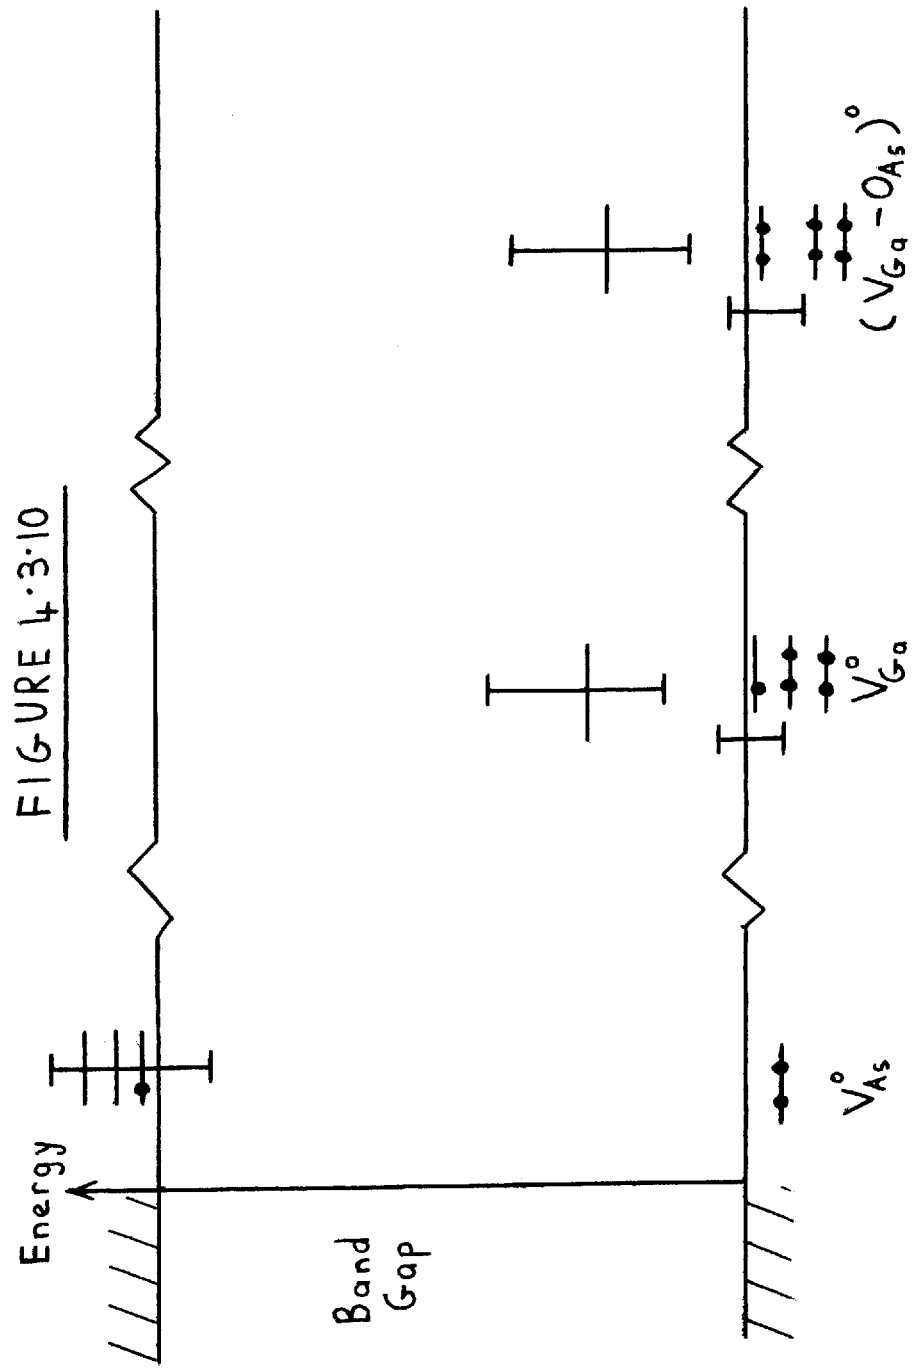 FIGURE 4.3.10
Energy
Band
Gap
V°As
V°Ga
(VGa - OAs)°